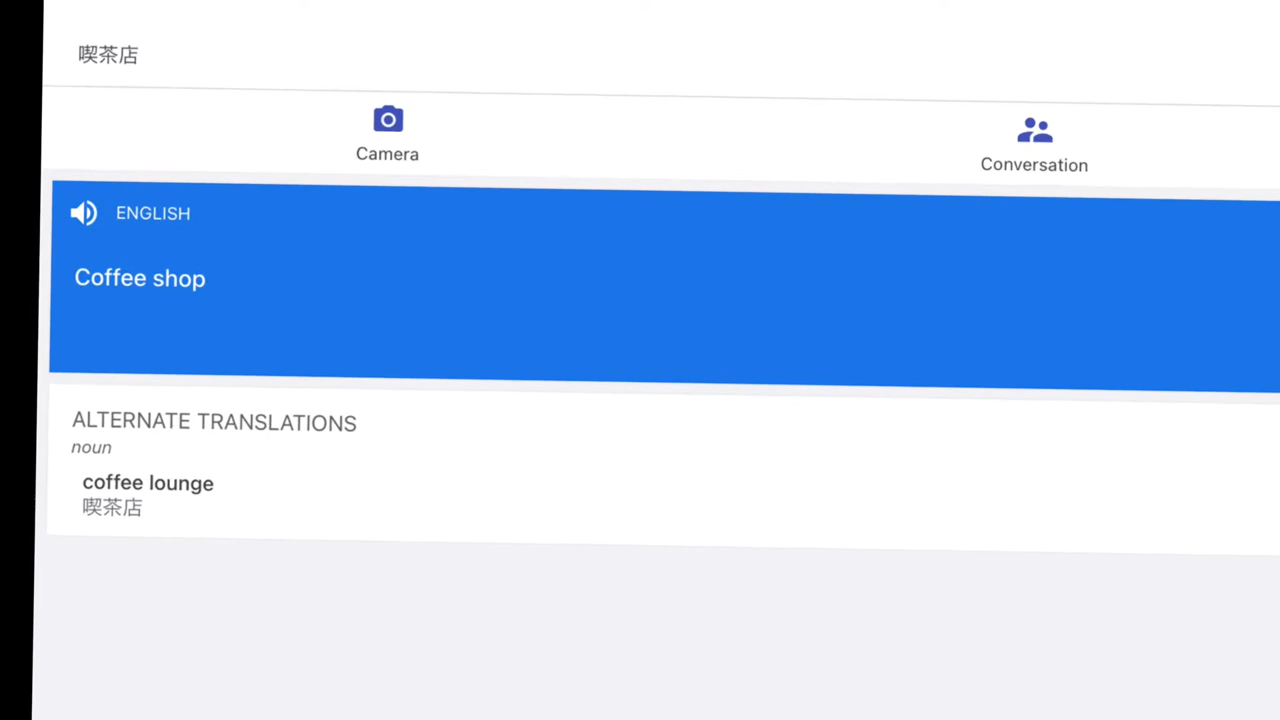 喫茶店
Camera
Conversation
ENGLISH
Coffee shop
ALTERNATE TRANSLATIONS
noun
coffee lounge
喫茶店